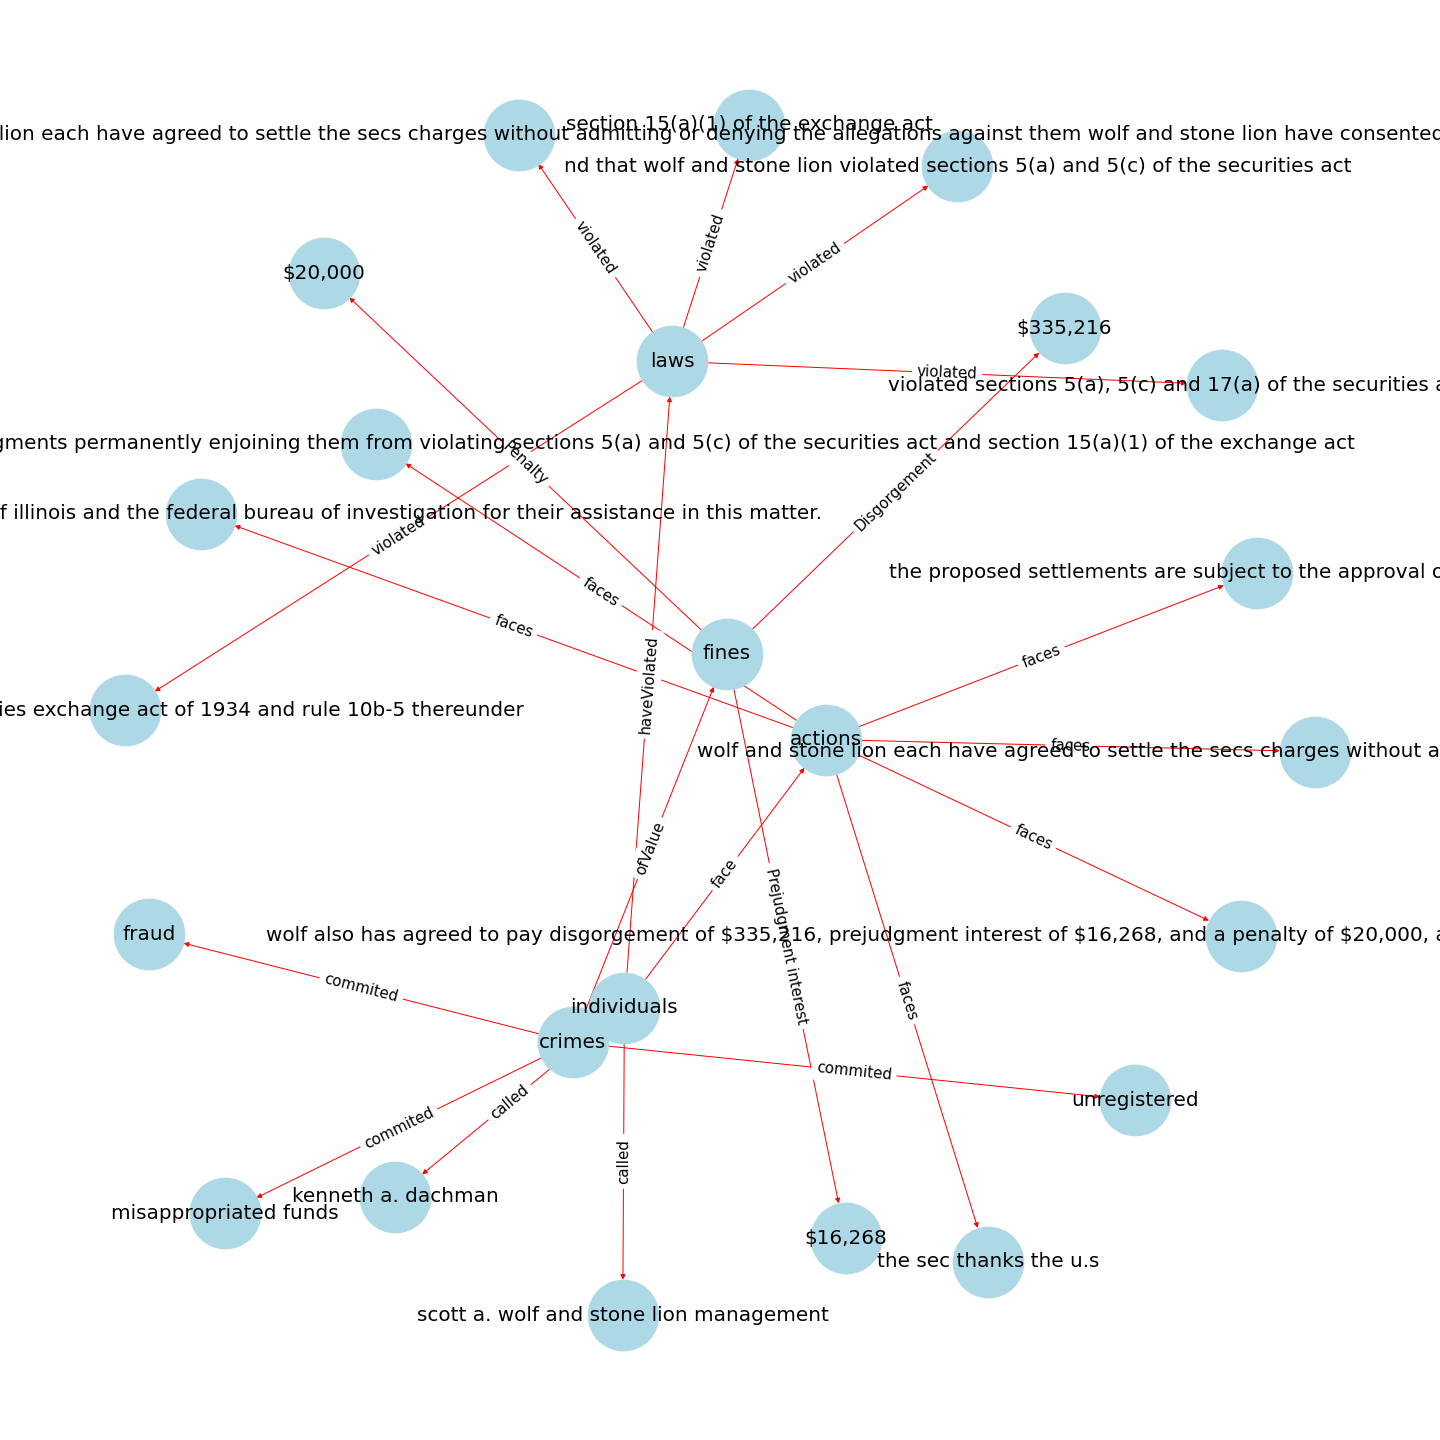 section 15(a)(1) of the exchange act
lion each have agreed to settle the secs charges without admitting or denying the allegations against them wolf and stone lion have consented
nd that wolf and stone lion violated sections 5(a) and 5(c) of the securities act
violated
violated
violated
$20,000
$335,216
laws
violated
violated sections 5(a), 5(c) and 17(a) of the securities a
gments permanently enjoining them from violating sections 5(a) and 5(c) of the securities act and section 15(a)(1) of the exchange act
Penalty
Disgorgement
f illinois and the federal bureau of investigation for their assistance in this matter.
violated
the proposed settlements are subject to the approval o
faces
faces
fines
faces
haveViolated
ies exchange act of 1934 and rule 10b-5 thereunder
actions
faces
wolf and stone lion each have agreed to settle the secs charges without a
faces
ofValue
face
fraud
wolf also has agreed to pay disgorgement of $335,216, prejudgment interest of $16,268, and a penalty of $20,000, a
Prejudgment interest
commited
faces
individuals
crimes
commited
unregistered
called
commited
called
kenneth a. dachman
misappropriated funds
$16,268
the sec thanks the u.s
scott a. wolf and stone lion management